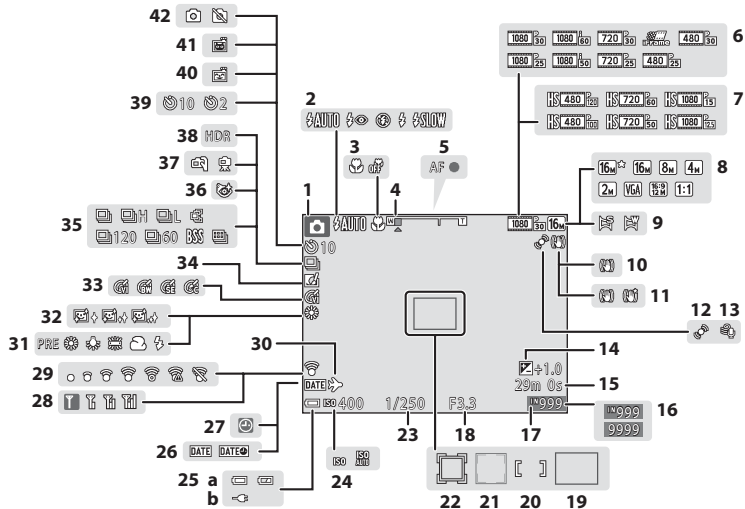 42
41
40
39 10 2
38 HDR
37
36
35 H L
120 60 BSS
34
33
32
31 PRE
29
28
27
26 DATE DATE
25 a
b
2
AUTO SLOW
3
OFF
4
5
AF
1
AUTO W T 1080 P 30 16M
10
DATE
ISO 400 1/250 F3.3 IN 999
+1.0
29m 0s
30
23
18
17
24
ISO ISO AUTO
22 21 20 19
6
1080 P 30 1080 i 60 720 P 30 iFrame 480 P 30
1080 P 25 1080 i 50 720 P 25 480 P 25
7
HS 480 P 120 HS 720 P 60 HS 1080 P 15
HS 480 P 100 HS 720 P 50 HS 1080 P 12.5
8
16M 16M 8M 4M
2M VGA 16:9 12M 1:1
9
10
11
12 13
14
15
16
IN 999
9999